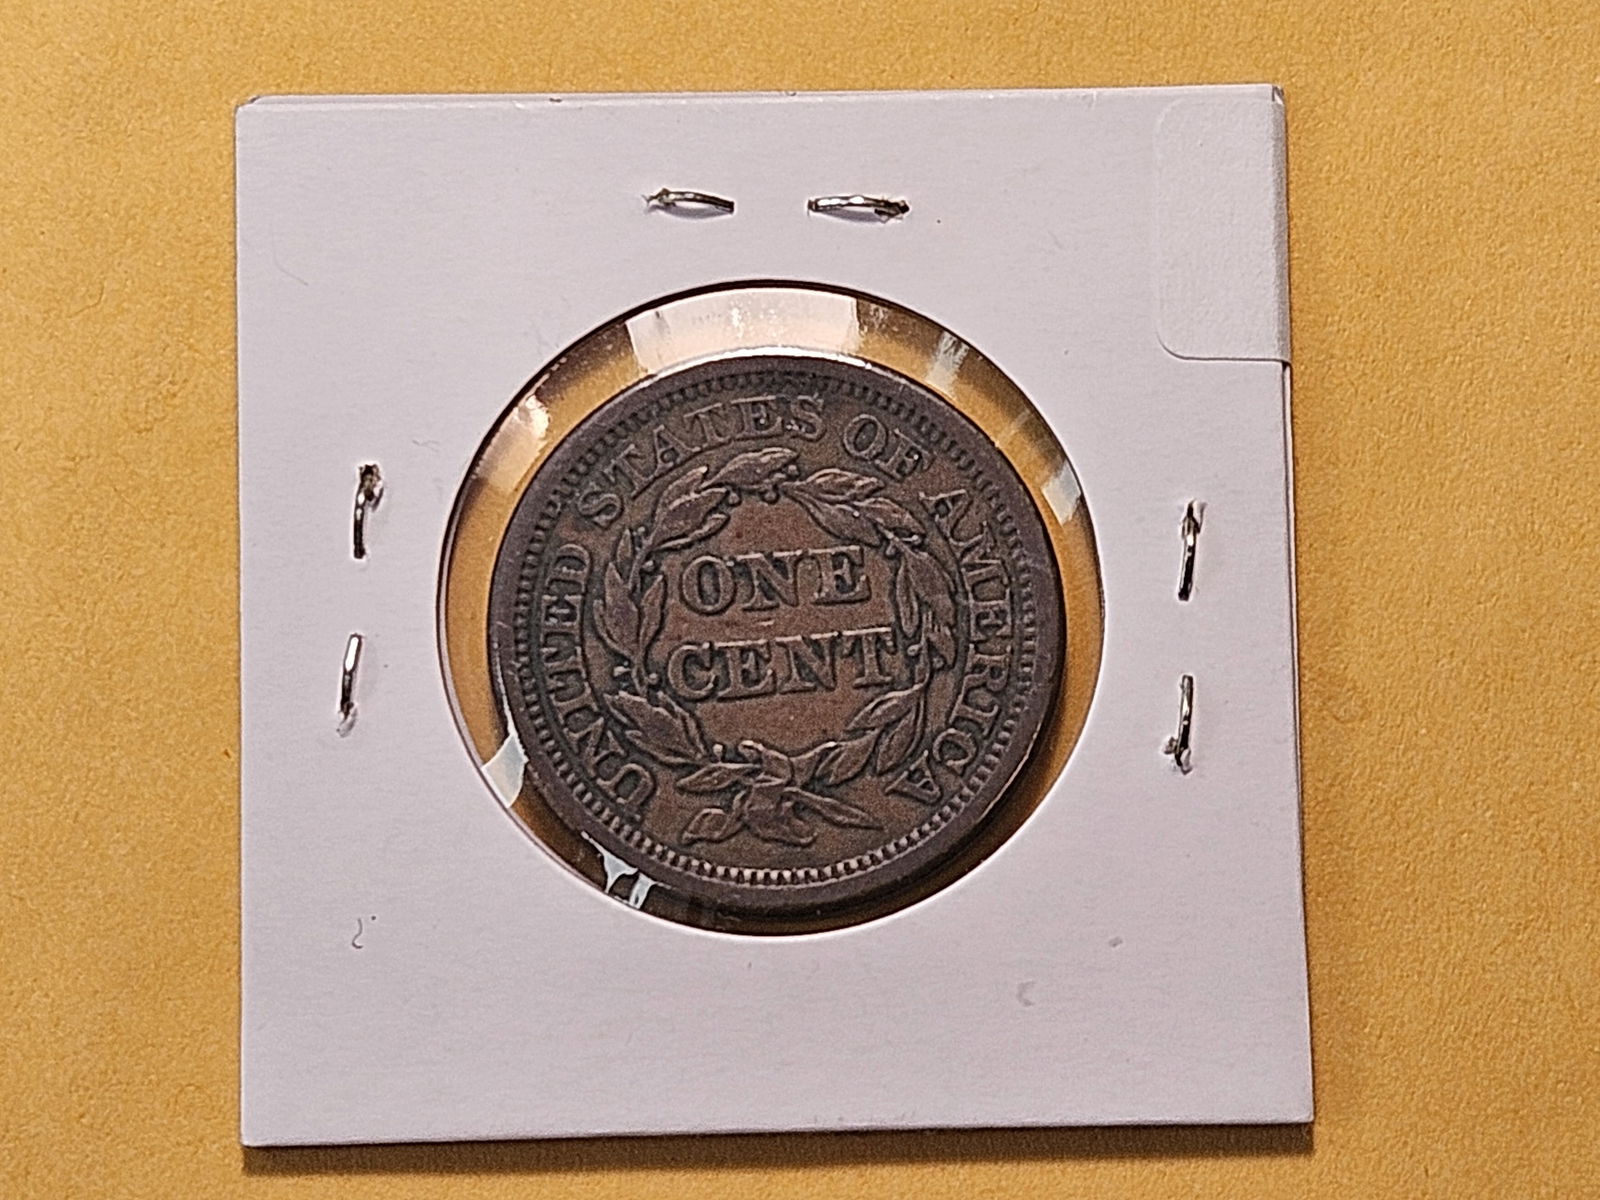 UNITED STATES OF AMERICA
ONE
CENT